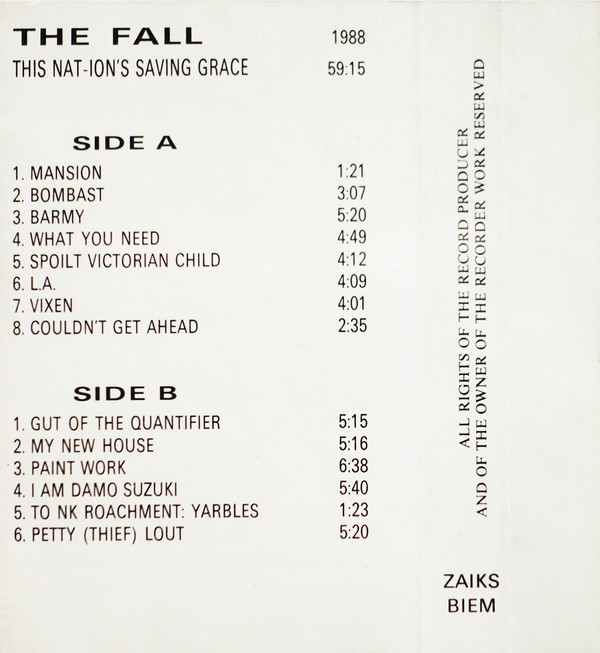 THE FALL 1988
THIS NAT-ION'S SAVING GRACE 59:15
SIDE A
1. MANSION 1:21
2. BOMBAST 3:07
3. BARMY 5:20
4. WHAT YOU NEED 4:49
5. SPOILT VICTORIAN CHILD 4:12
6. L.A. 4:09
7. VIXEN 4:01
8. COULDN'T GET AHEAD 2:35
SIDE B
1. GUT OF THE QUANTIFIER 5:15
2. MY NEW HOUSE 5:16
3. PAINT WORK 6:38
4. I AM DAMO SUZUKI 5:40
5. TO NK ROACHMENT: YARBLES 1:23
6. PETTY (THIEF) LOUT 5:20
ALL RIGHTS OF THE RECORD PRODUCER
AND OF THE OWNER OF THE RECORDER WORK RESERVED
ZAIKS
BIEM